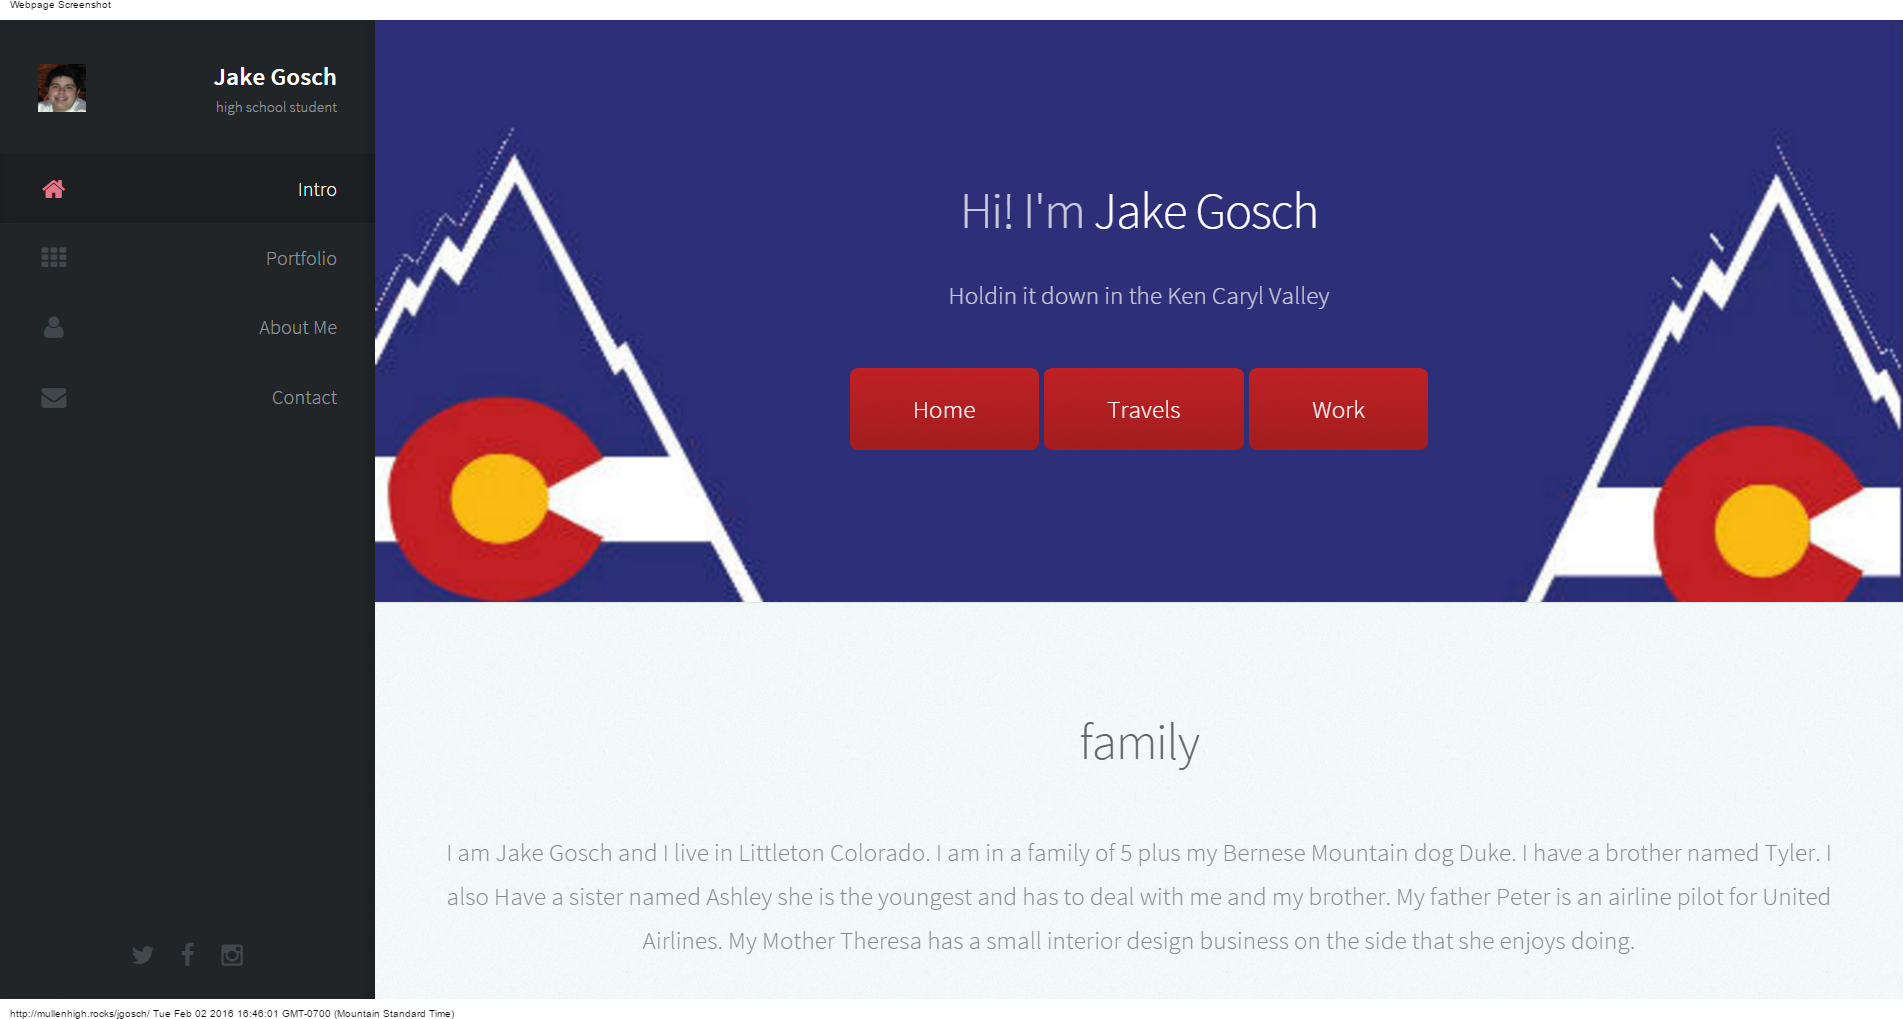 Webpage Screenshot
Jake Gosch
high school student
Intro
Portfolio
About Me
Contact
Hi! I'm Jake Gosch
Holdin it down in the Ken Caryl Valley
Home
Travels
Work
family
I am Jake Gosch and I live in Littleton Colorado. I am in a family of 5 plus my Bernese Mountain dog Duke. I have a brother named Tyler. I
also Have a sister named Ashley she is the youngest and has to deal with me and my brother. My father Peter is an airline pilot for United
Airlines. My Mother Theresa has a small interior design business on the side that she enjoys doing.
http://mullenhigh.rocks/jgosch/ Tue Feb 02 2016 16:46:01 GMT-0700 (Mountain Standard Time)